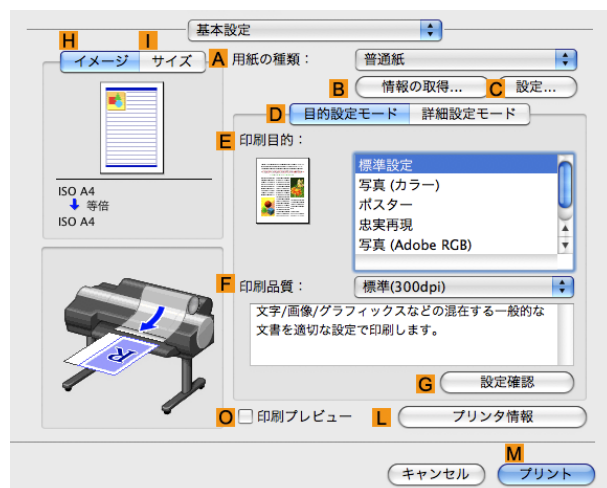 基本設定
H I
イメージ サイズ
A 用紙の種類： 普通紙
B 情報の取得... C 設定...
D 目的設定モード 詳細設定モード
E 印刷目的：
標準設定
写真 (カラー)
ポスター
忠実再現
写真 (Adobe RGB)
ISO A4
等倍
ISO A4
F 印刷品質： 標準(300dpi)
文字/画像/グラフィックスなどの混在する一般的な
文書を適切な設定で印刷します。
R
G 設定確認
O 印刷プレビュー L プリンタ情報
M
キャンセル プリント